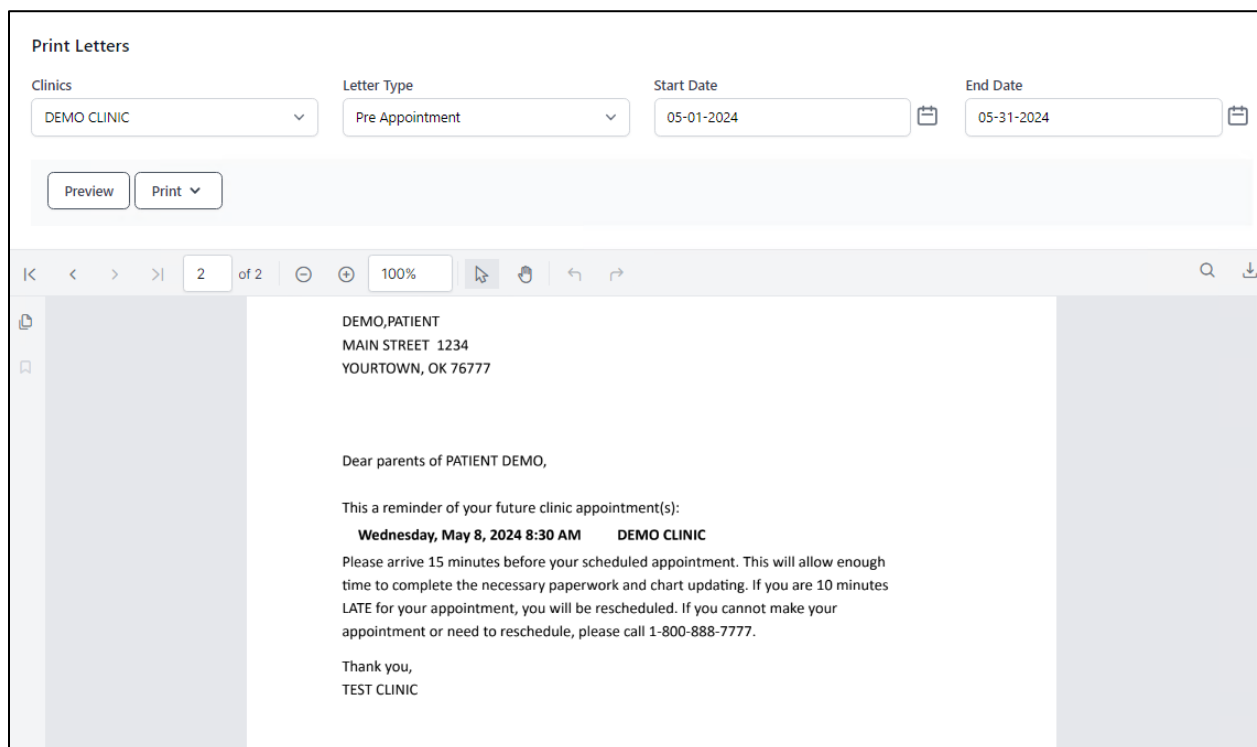 Print Letters
Clinics Letter Type Start Date End Date
DEMO CLINIC Pre Appointment 05-01-2024 05-31-2024
Preview Print
2 of 2 100%
DEMO,PATIENT
MAIN STREET  1234
YOURTOWN, OK 76777
Dear parents of PATIENT DEMO,
This a reminder of your future clinic appointment(s):
Wednesday, May 8, 2024 8:30 AM DEMO CLINIC
Please arrive 15 minutes before your scheduled appointment. This will allow enough
time to complete the necessary paperwork and chart updating. If you are 10 minutes
LATE for your appointment, you will be rescheduled. If you cannot make your
appointment or need to reschedule, please call 1-800-888-7777.
Thank you,
TEST CLINIC